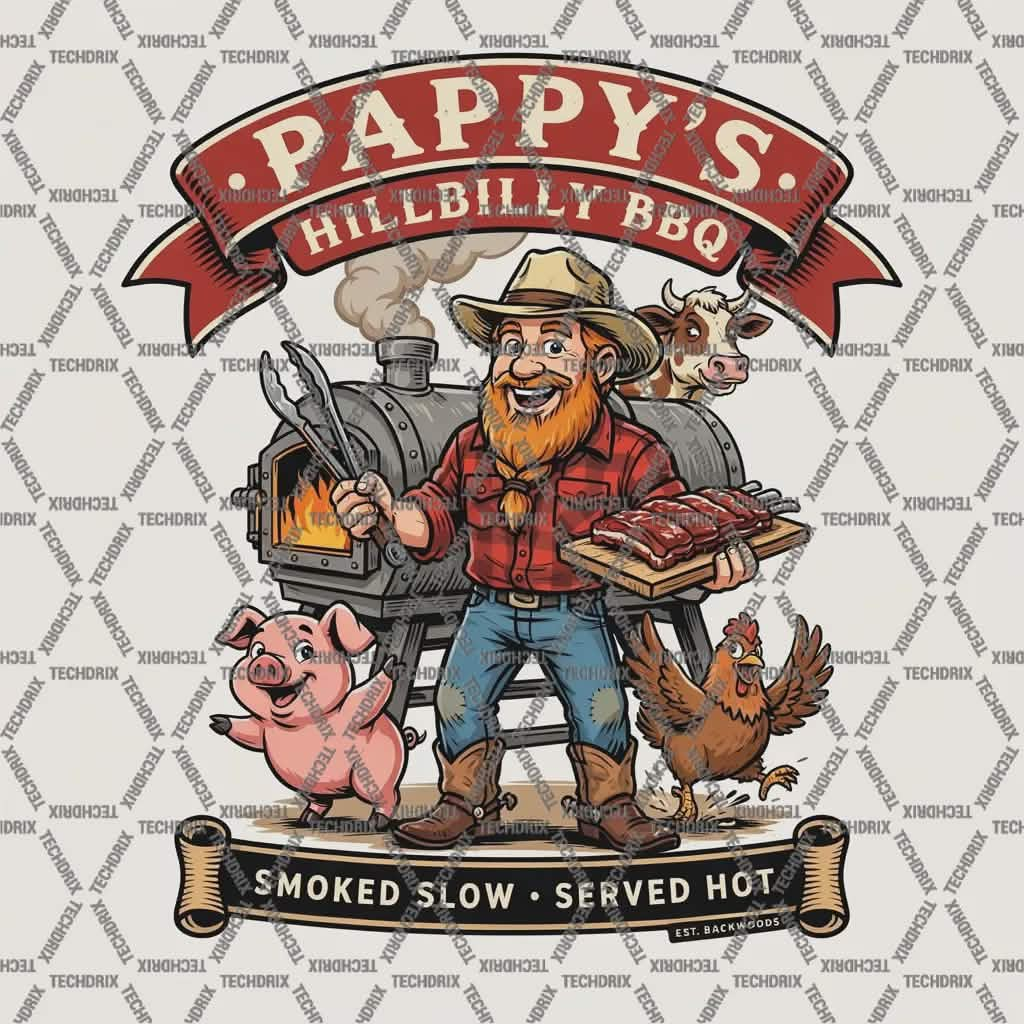 · PAPPY'S ·
HILLBILLY BBQ
SMOKED SLOW · SERVED HOT
EST. BACKWOODS
TECHDRIX